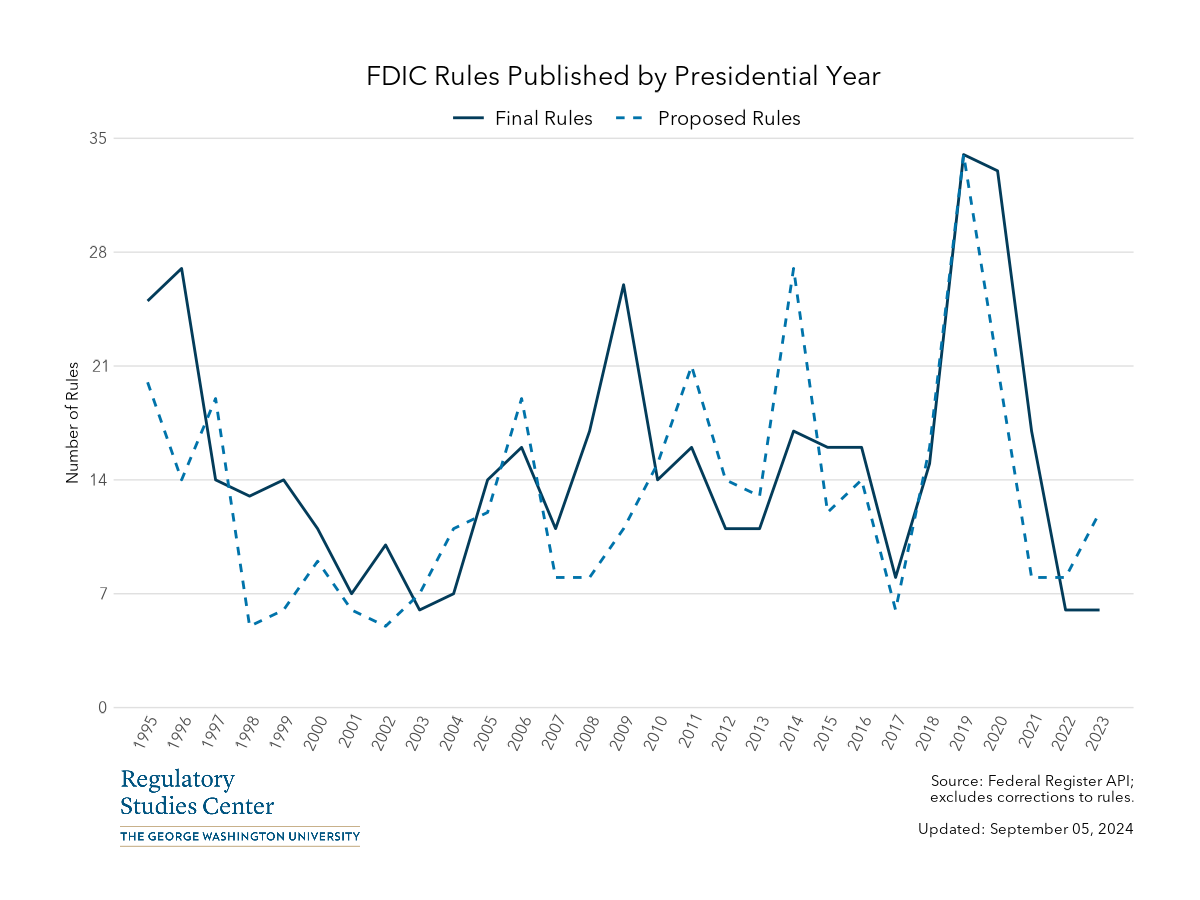 FDIC Rules Published by Presidential Year
Final Rules Proposed Rules
35
28
21
14
7
0
Number of Rules
1995 1996 1997 1998 1999 2000 2001 2002 2003 2004 2005 2006 2007 2008 2009 2010 2011 2012 2013 2014 2015 2016 2017 2018 2019 2020 2021 2022 2023
Regulatory
Studies Center
THE GEORGE WASHINGTON UNIVERSITY
Source: Federal Register API;
excludes corrections to rules.
Updated: September 05, 2024